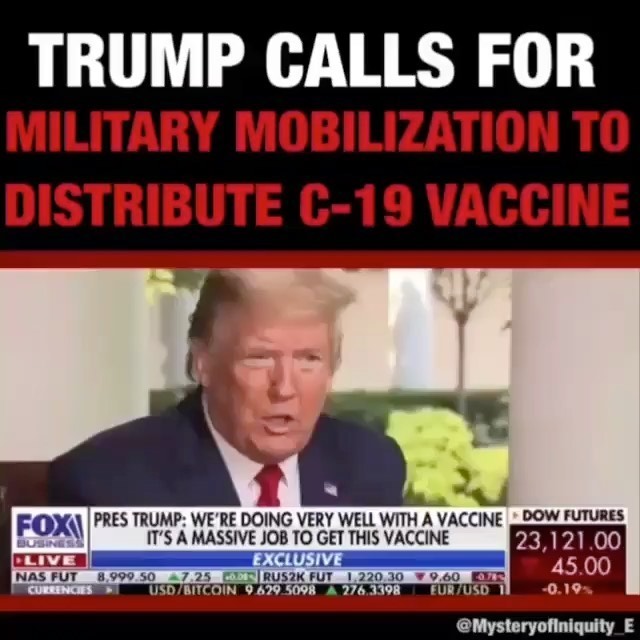 TRUMP CALLS FOR
MILITARY MOBILIZATION TO
DISTRIBUTE C-19 VACCINE
FOX
BUSINESS
LIVE
PRES TRUMP: WE'RE DOING VERY WELL WITH A VACCINE
IT'S A MASSIVE JOB TO GET THIS VACCINE
EXCLUSIVE
DOW FUTURES
23,121.00
45.00
-0.19%
NAS FUT 8,999.50 ▲7.25 RUS2K FUT 1,220.30 ▼9.60
CURRENCIES USD/BITCOIN 9,629.5098 ▲276.3398 EUR/USD 1
@MysteryofIniquity_E